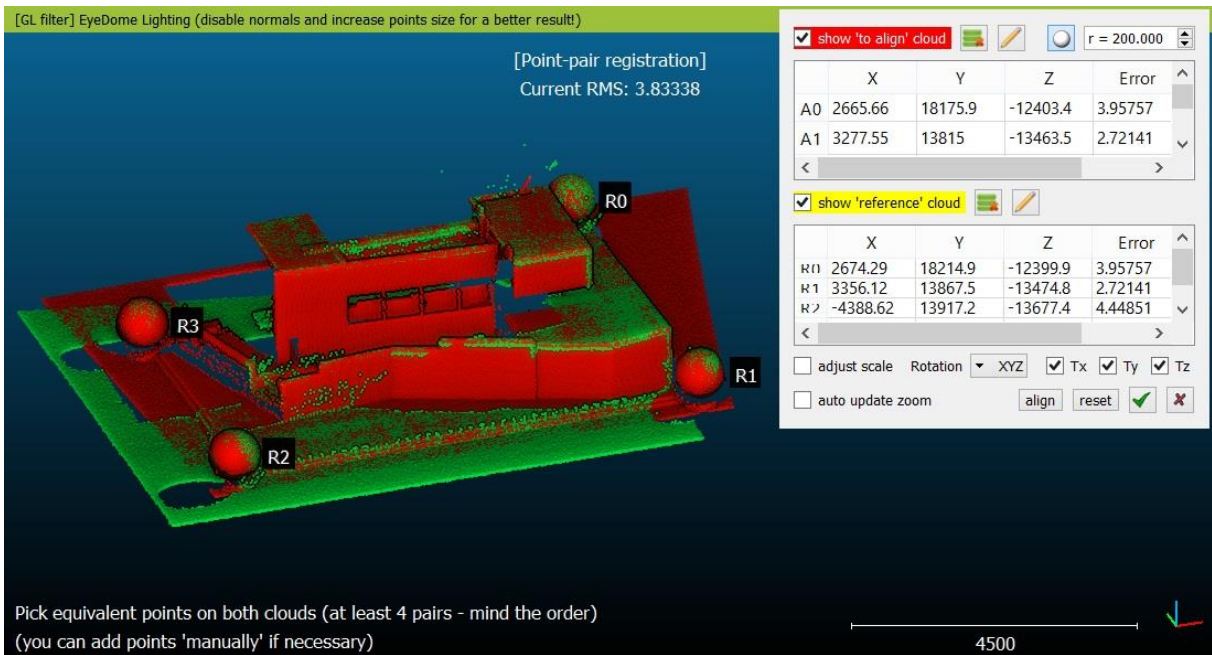 [GL filter] EyeDome Lighting (disable normals and increase points size for a better result!)
[Point-pair registration]
Current RMS: 3.83338
R0
R3
R1
R2
show 'to align' cloud r = 200.000
X Y Z Error
A0 2665.66 18175.9 -12403.4 3.95757
A1 3277.55 13815 -13463.5 2.72141
show 'reference' cloud
X Y Z Error
R0 2674.29 18214.9 -12399.9 3.95757
R1 3356.12 13867.5 -13474.8 2.72141
R2 -4388.62 13917.2 -13677.4 4.44851
adjust scale Rotation XYZ Tx Ty Tz
auto update zoom align reset
Pick equivalent points on both clouds (at least 4 pairs - mind the order)
(you can add points 'manually' if necessary)
4500